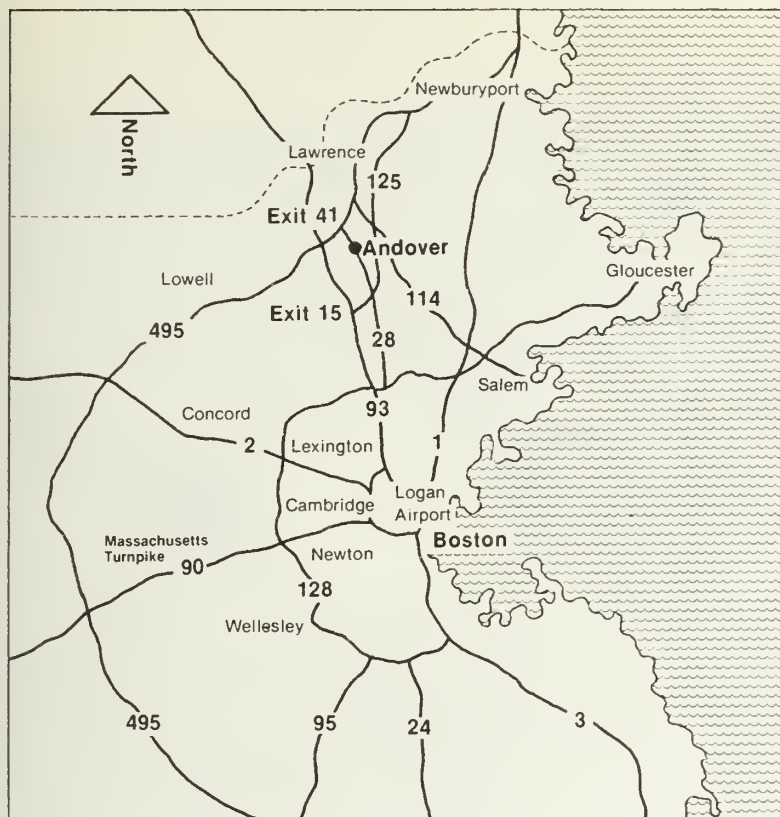 Newburyport
North
Lawrence
125
Exit 41
Andover
Gloucester
Lowell
114
Exit 15
495
28
Salem
93
Concord
2
Lexington
1
Logan
Airport
Cambridge
Massachusetts
Turnpike
Boston
90
Newton
128
Wellesley
495
95
24
3